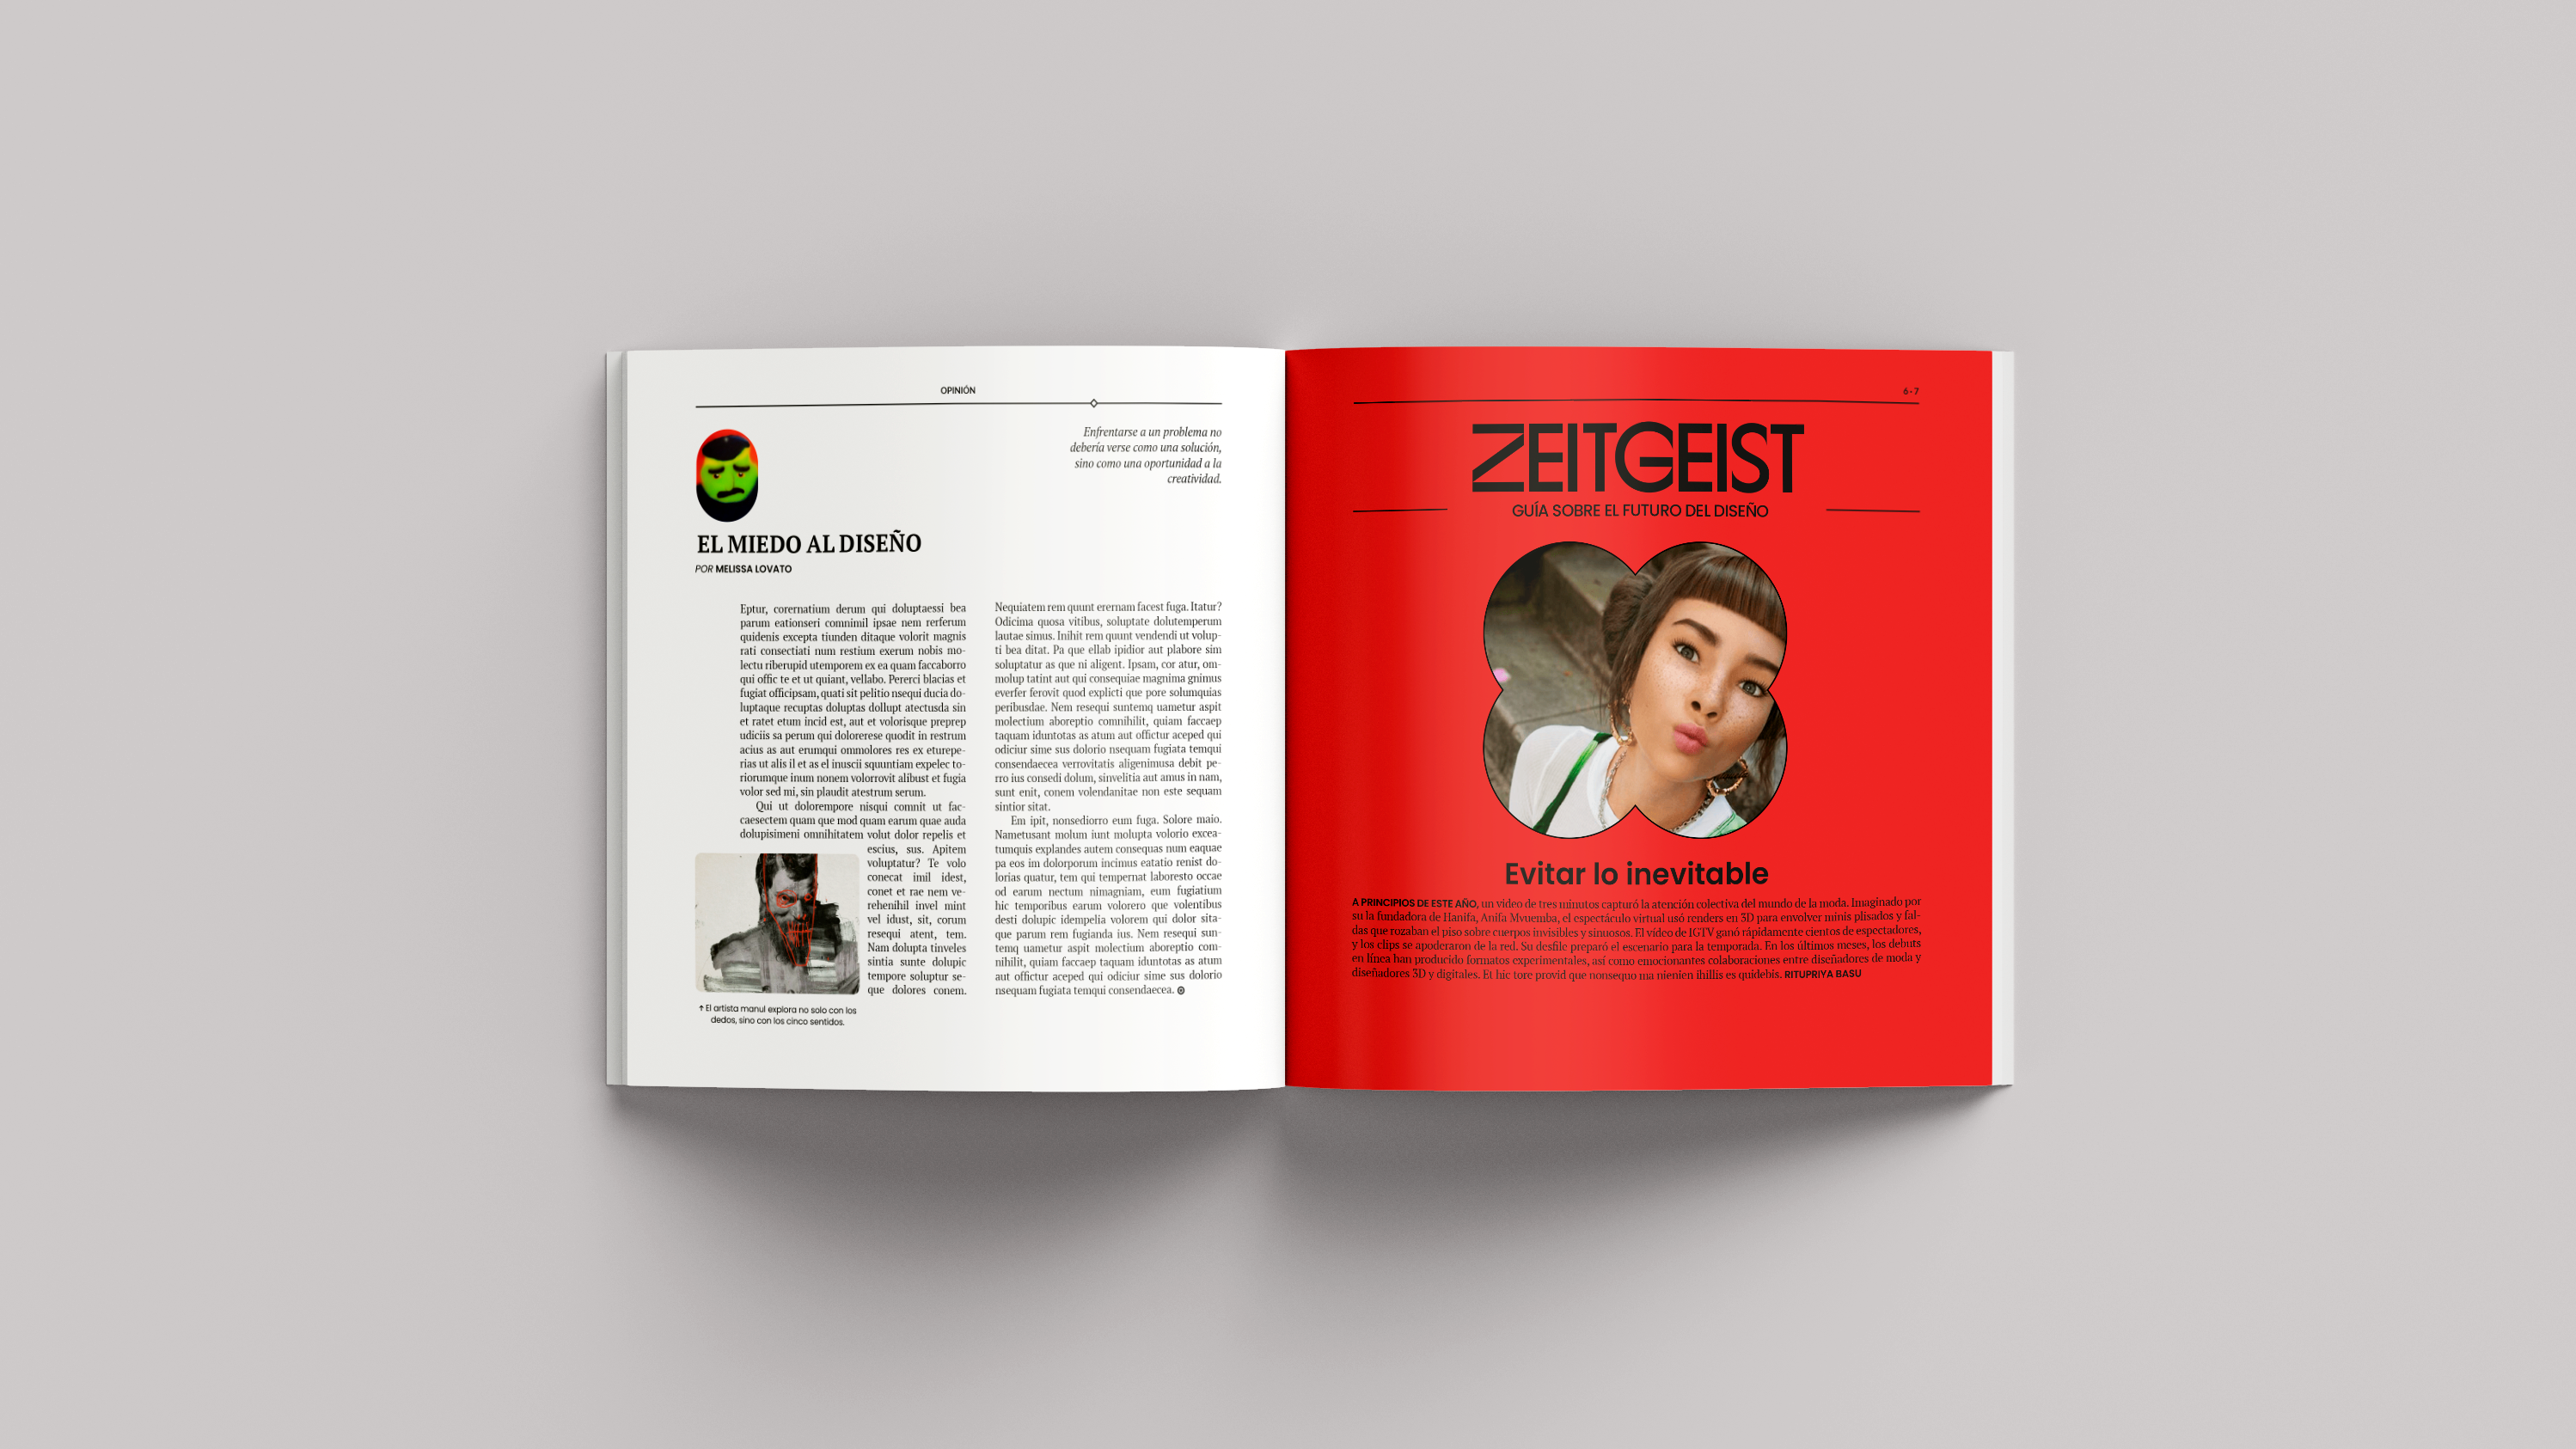 OPINIÓN
Enfrentarse a un problema no
debería verse como una solución,
sino como una oportunidad a la
creatividad.
EL MIEDO AL DISEÑO
POR MELISSA LOVATO
Eptur, corernatium derum qui doluptaessi bea
parum eationseri comnimil ipsae nem rerferum
quidenis excepta tiunden ditaque volorit magnis
rati consectiati num restium exerum nobis mo-
lectu riberupid utemporem ex ea quam faccaborro
qui offic te et ut quiant, vellabo. Pererci blacias et
fugiat officipsam, quati sit pelitio nsequi ducia do-
luptaque recuptas doluptas dollupt atectusda sin
et ratet etum incid est, aut et volorisque preprep
udiciis sa perum qui dolorerese quodit in restrum
acius as aut erumqui ommolores res ex eturepe-
rias ut alis il et as el inuscii squuntiam expelec to-
riorumque inum nonem volorrovit alibust et fugia
volor sed mi, sin plaudit atestrum serum.
Qui ut dolorempore nisqui comnit ut fac-
caesectem quam que mod quam earum quae auda
dolupisimeni omnihitatem volut dolor repelis et
escius, sus. Apitem
voluptatur? Te volo
conecat imil idest,
conet et rae nem ve-
rehenihil invel mint
vel idust, sit, corum
resequi atent, tem.
Nam dolupta tinveles
sintia sunte dolupic
tempore soluptur se-
que dolores conem.
↑ El artista manul explora no solo con los
dedos, sino con los cinco sentidos.
Nequiatem rem quunt erernam facest fuga. Itatur?
Odicima quosa vitibus, soluptate dolutemperum
lautae simus. Inihit rem quunt vendendi ut volup-
ti bea ditat. Pa que ellab ipidior aut plabore sim
soluptatur as que ni aligent. Ipsam, cor atur, om-
molup tatint aut qui consequiae magnima gnimus
everfer ferovit quod explicti que pore solumquias
peribusdae. Nem resequi suntemq uametur aspit
molectium aboreptio comnihilit, quiam faccaep
taquam iduntotas as atum aut offictur aceped qui
odiciur sime sus dolorio nsequam fugiata temqui
consendaecea verrovitatis aligenimusa debit pe-
rro ius consedi dolum, sinvelitia aut amus in nam,
sunt enit, conem volendanitae non este sequam
sintior sitat.
Em ipit, nonsediorro eum fuga. Solore maio.
Nametusant molum iunt molupta volorio excea-
tumquis explandes autem consequas num eaquae
pa eos im dolorporum incimus eatatio renist do-
lorias quatur, tem qui tempernat laboresto occae
od earum nectum nimagniam, eum fugiatium
hic temporibus earum volorero que volentibus
desti dolupic idempelia volorem qui dolor sita-
que parum rem fugianda ius. Nem resequi sun-
temq uametur aspit molectium aboreptio com-
nihilit, quiam faccaep taquam iduntotas as atum
aut offictur aceped qui odiciur sime sus dolorio
nsequam fugiata temqui consendaecea.
6-7
ZEITGEIST
GUÍA SOBRE EL FUTURO DEL DISEÑO
Evitar lo inevitable
A PRINCIPIOS DE ESTE AÑO, un video de tres minutos capturó la atención colectiva del mundo de la moda. Imaginado por
su la fundadora de Hanifa, Anifa Mvuemba, el espectáculo virtual usó renders en 3D para envolver minis plisados y fal-
das que rozaban el piso sobre cuerpos invisibles y sinuosos. El vídeo de IGTV ganó rápidamente cientos de espectadores,
y los clips se apoderaron de la red. Su desfile preparó el escenario para la temporada. En los últimos meses, los debuts
en línea han producido formatos experimentales, así como emocionantes colaboraciones entre diseñadores de moda y
diseñadores 3D y digitales. Et hic tore provid que nonsequo ma nienien ihillis es quidebis. RITUPRIYA BASU